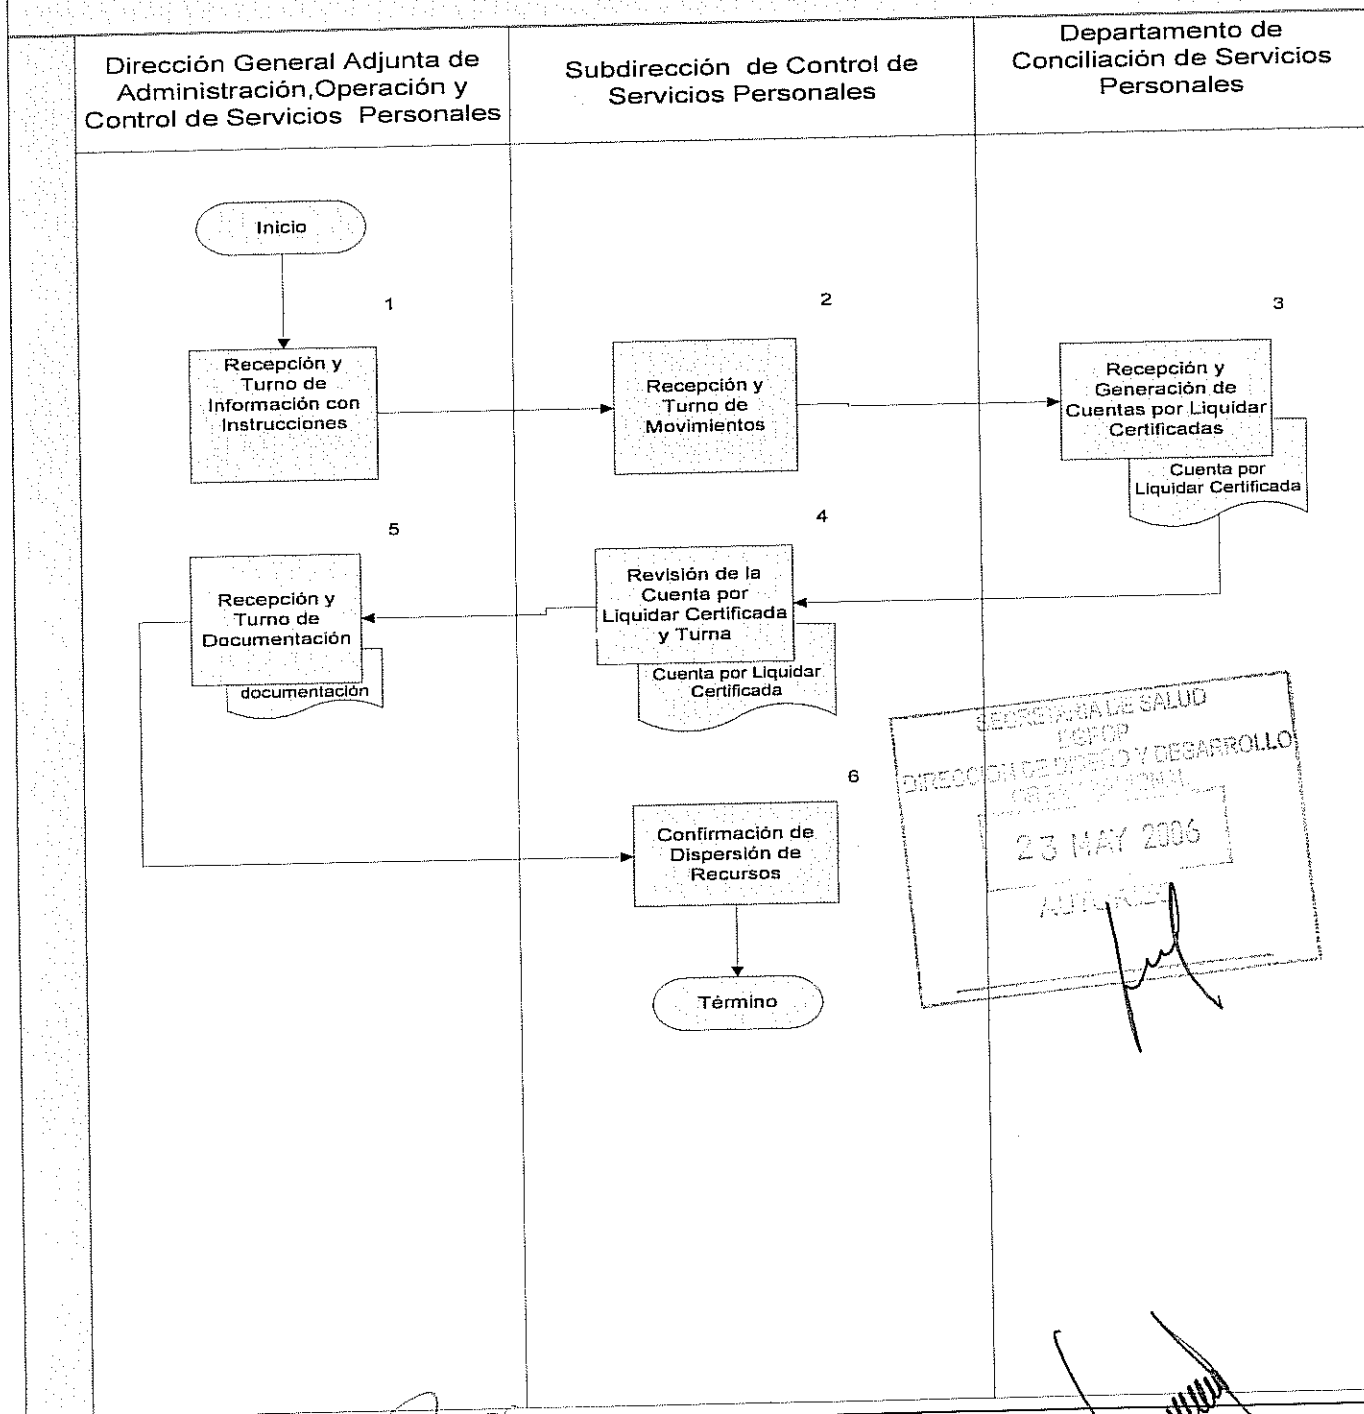 Dirección General Adjunta de
Administración,Operación y
Control de Servicios Personales
Subdirección de Control de
Servicios Personales
Departamento de
Conciliación de Servicios
Personales
Inicio
1
Recepción y
Turno de
Información con
Instrucciones
2
Recepción y
Turno de
Movimientos
3
Recepción y
Generación de
Cuentas por Liquidar
Certificadas
Cuenta por
Liquidar Certificada
4
Revisión de la
Cuenta por
Liquidar Certificada
y Turna
Cuenta por Liquidar
Certificada
5
Recepción y
Turno de
Documentación
documentación
6
Confirmación de
Dispersión de
Recursos
Término
SECRETARIA DE SALUD
DIRECCION DE DISEÑO Y DESARROLLO
23 MAY 2006